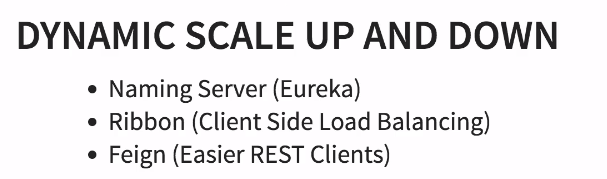 DYNAMIC SCALE UP AND DOWN
• Naming Server (Eureka)
• Ribbon (Client Side Load Balancing)
• Feign (Easier REST Clients)